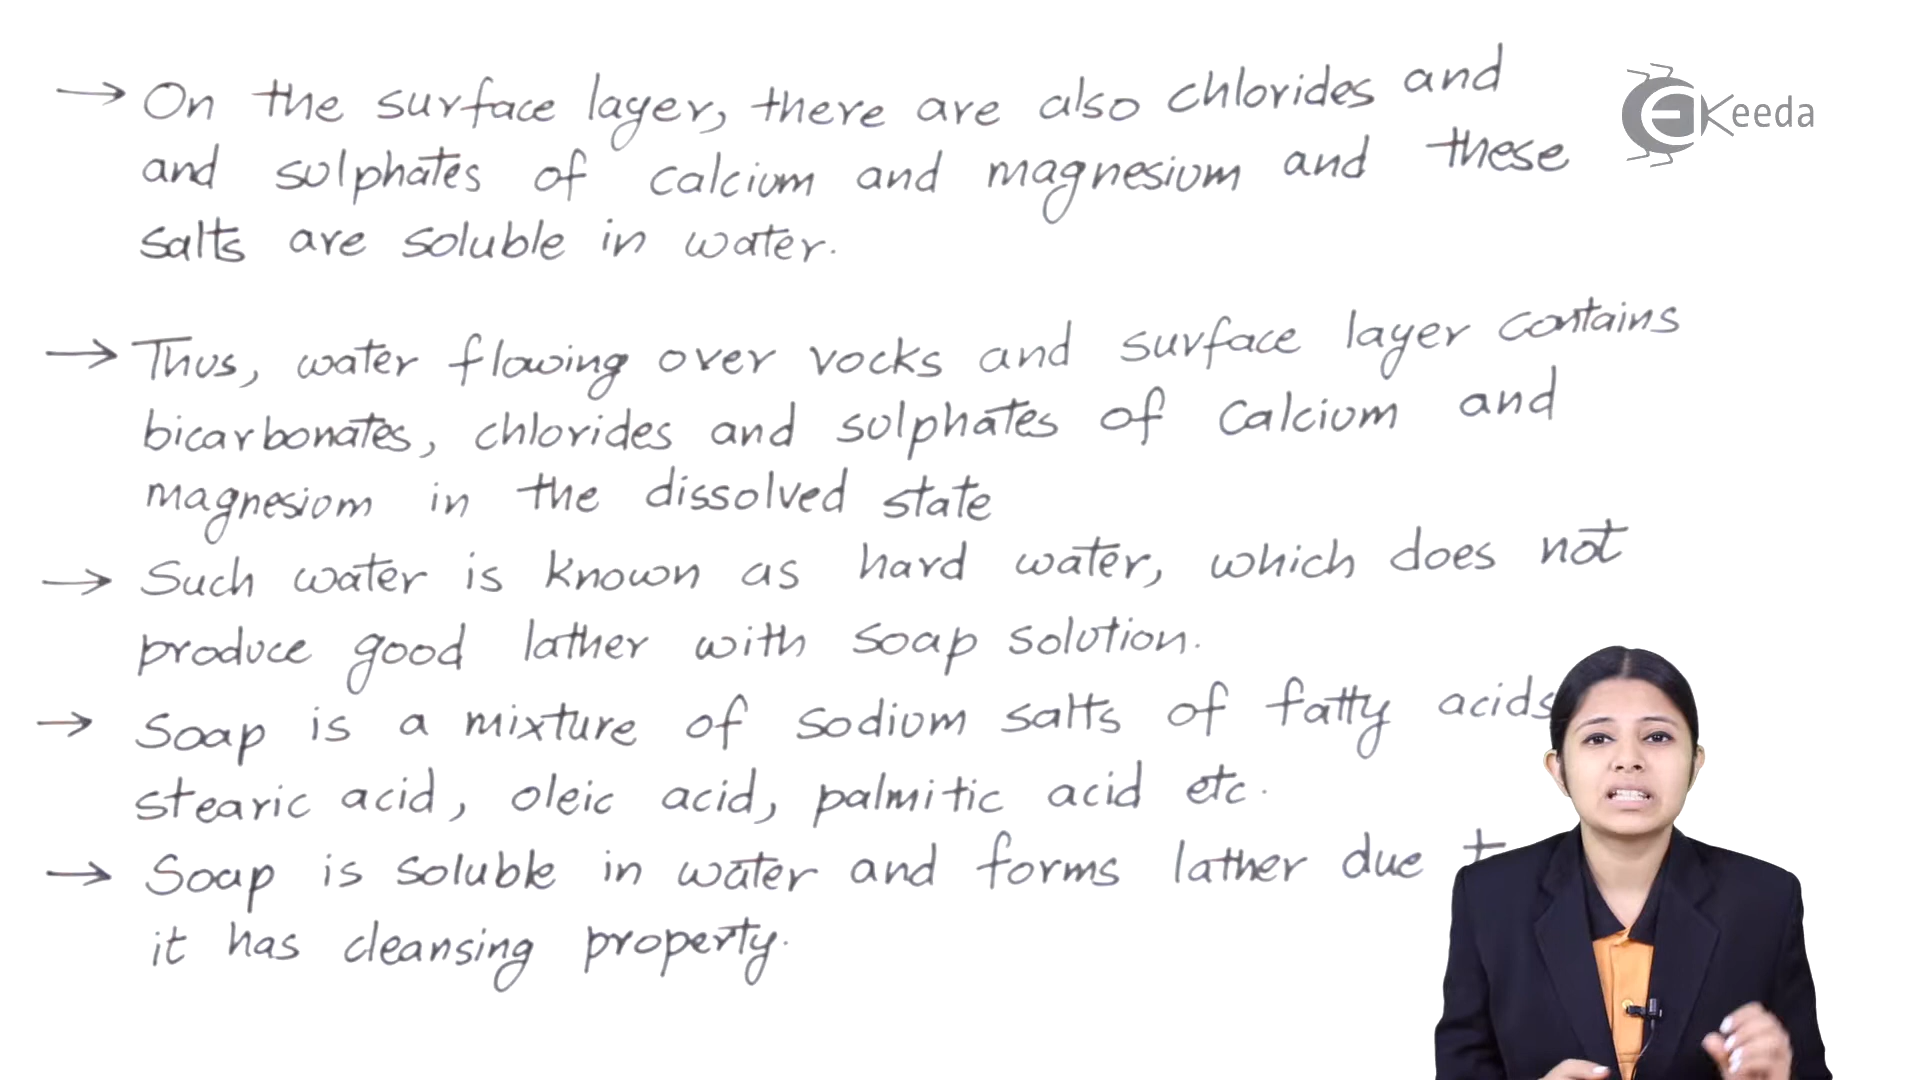 → On the surface layer, there are also chlorides and
and sulphates of calcium and magnesium and these
salts are soluble in water.
→ Thus, water flowing over rocks and surface layer contains
bicarbonates, chlorides and sulphates of calcium and
magnesium in the dissolved state
→ Such water is known as hard water, which does not
produce good lather with soap solution.
→ Soap is a mixture of sodium salts of fatty acids
stearic acid, oleic acid, palmitic acid etc.
→ Soap is soluble in water and forms lather due
it has cleansing property.
EKeeda